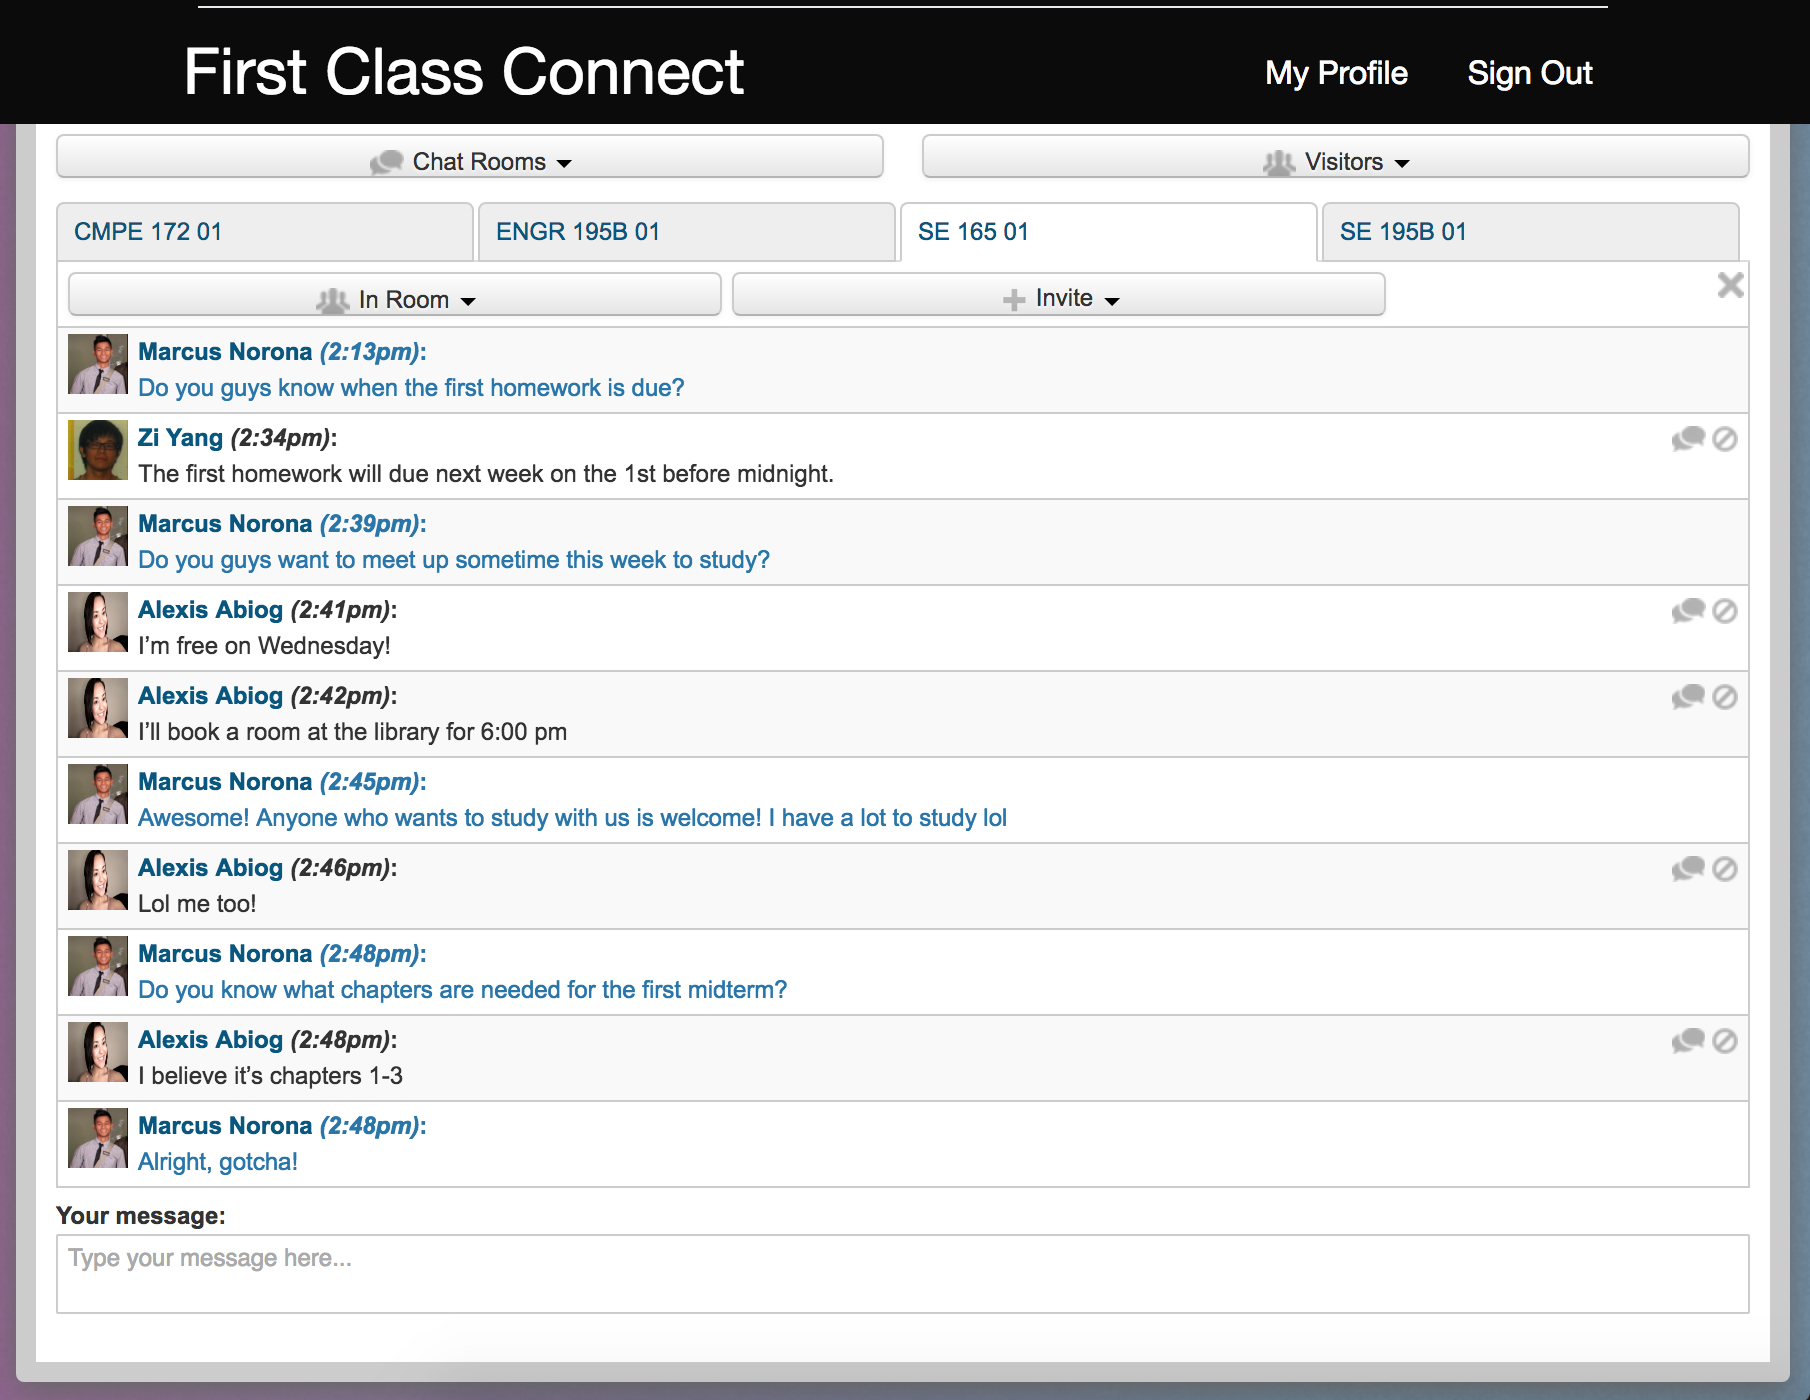 First Class Connect
My Profile
Sign Out
Chat Rooms
Visitors
CMPE 172 01
ENGR 195B 01
SE 165 01
SE 195B 01
In Room
Invite
Marcus Norona (2:13pm):
Do you guys know when the first homework is due?
Zi Yang (2:34pm):
The first homework will due next week on the 1st before midnight.
Marcus Norona (2:39pm):
Do you guys want to meet up sometime this week to study?
Alexis Abiog (2:41pm):
I’m free on Wednesday!
Alexis Abiog (2:42pm):
I’ll book a room at the library for 6:00 pm
Marcus Norona (2:45pm):
Awesome! Anyone who wants to study with us is welcome! I have a lot to study lol
Alexis Abiog (2:46pm):
Lol me too!
Marcus Norona (2:48pm):
Do you know what chapters are needed for the first midterm?
Alexis Abiog (2:48pm):
I believe it’s chapters 1-3
Marcus Norona (2:48pm):
Alright, gotcha!
Your message:
Type your message here...